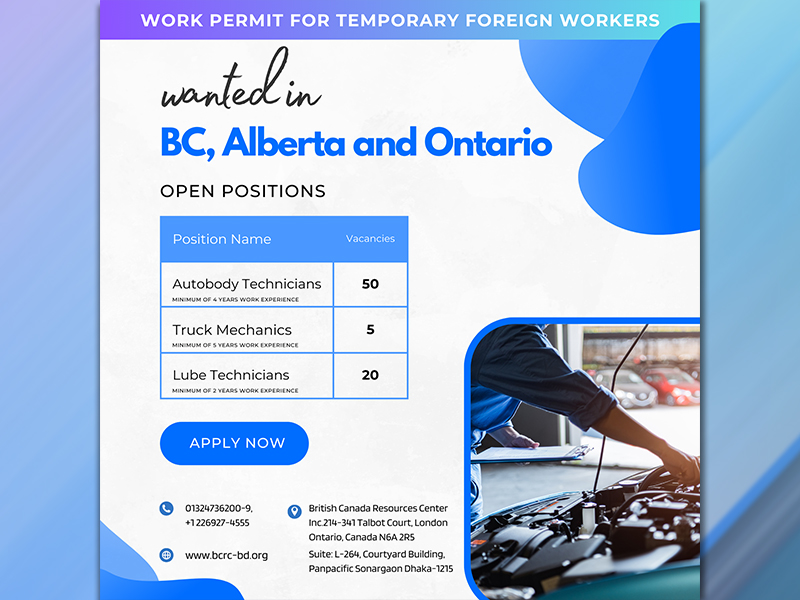 WORK PERMIT FOR TEMPORARY FOREIGN WORKERS
wanted in
BC, Alberta and Ontario
OPEN POSITIONS
Position Name Vacancies
Autobody Technicians 50
MINIMUM OF 4 YEARS WORK EXPERIENCE
Truck Mechanics 5
MINIMUM OF 5 YEARS WORK EXPERIENCE
Lube Technicians 20
MINIMUM OF 2 YEARS WORK EXPERIENCE
APPLY NOW
01324736200-9,
+1 226927-4555
www.bcrc-bd.org
British Canada Resources Center
Inc.214-341 Talbot Court, London
Ontario, Canada N6A 2R5
Suite: L-264, Courtyard Building,
Panpacific Sonargaon Dhaka-1215